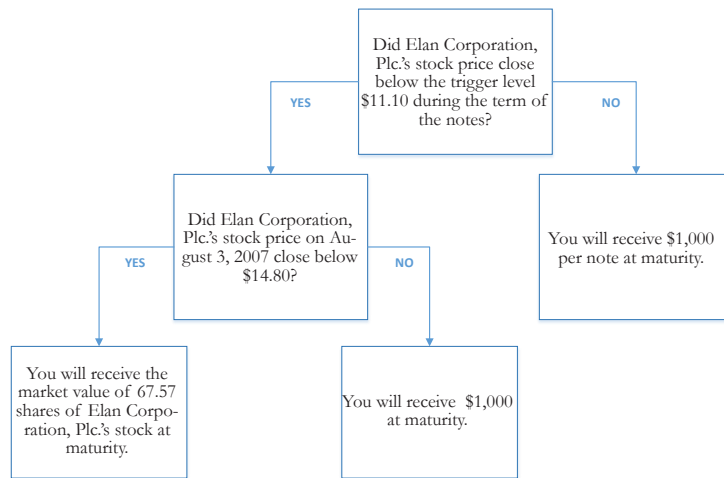 Did Elan Corporation,
Plc.'s stock price close
below the trigger level
$11.10 during the term of
the notes?
YES
NO
Did Elan Corporation,
Plc.'s stock price on Au-
gust 3, 2007 close below
$14.80?
You will receive $1,000
per note at maturity.
YES
NO
You will receive the
market value of 67.57
shares of Elan Corpo-
ration, Plc.'s stock at
maturity.
You will receive $1,000
at maturity.